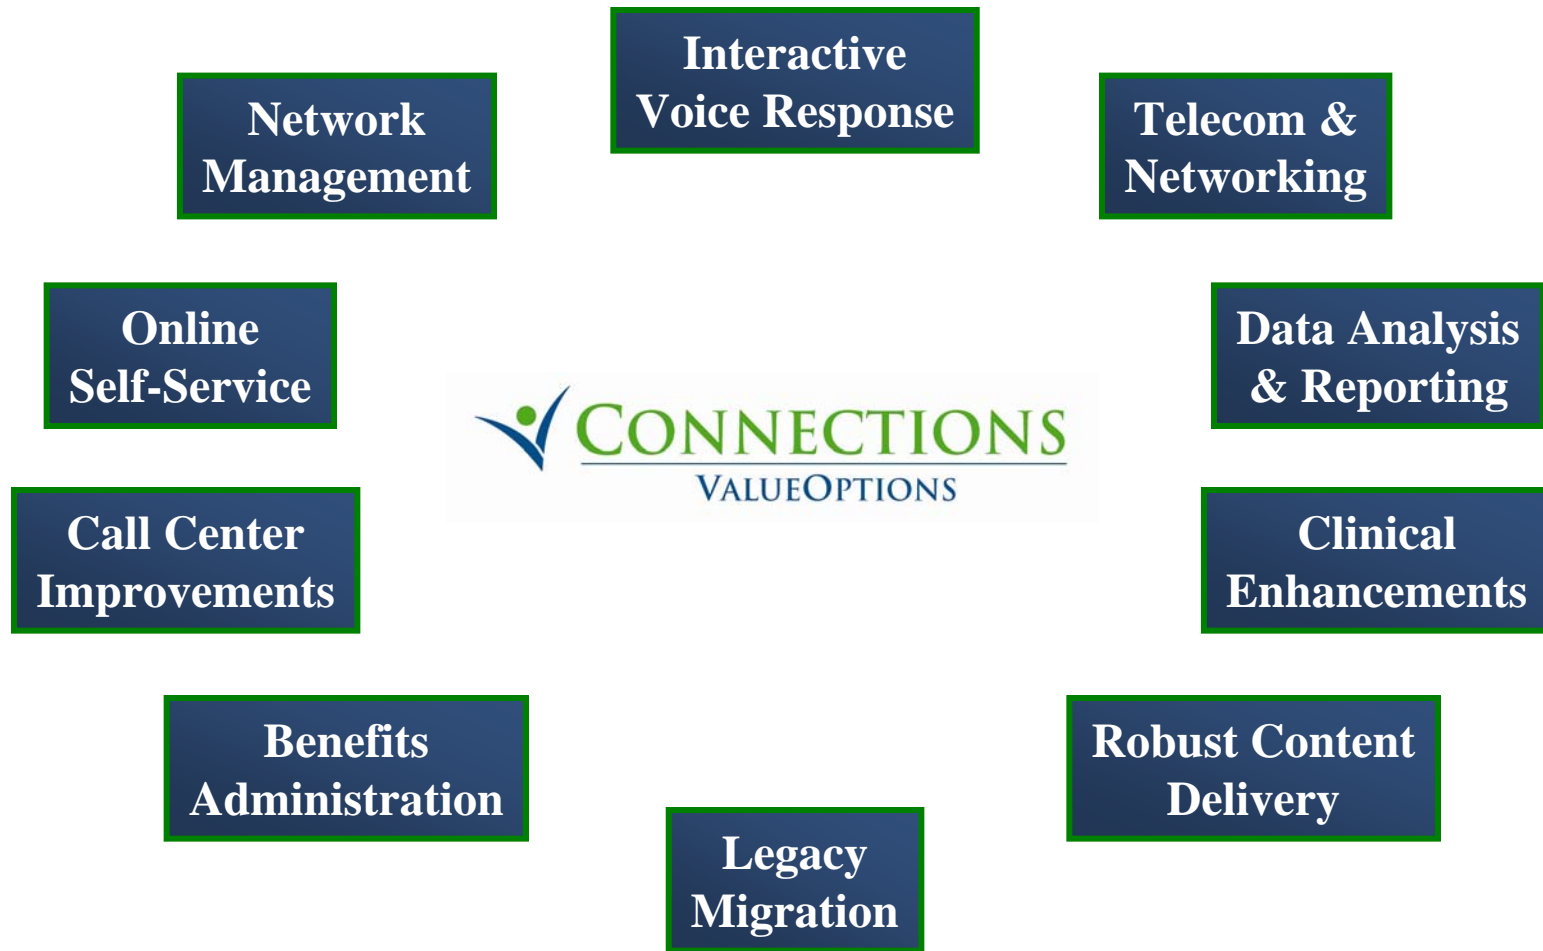 Interactive
Voice Response
Network
Management
Telecom &
Networking
Online
Self-Service
Data Analysis
& Reporting
CONNECTIONS
VALUEOPTIONS
Call Center
Improvements
Clinical
Enhancements
Benefits
Administration
Robust Content
Delivery
Legacy
Migration